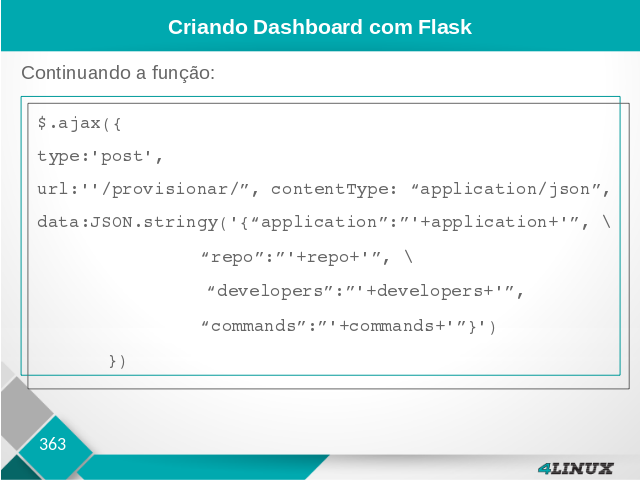 Criando Dashboard com Flask
Continuando a função:
$.ajax({
type:'post',
url:''/provisionar/”, contentType: “application/json”,
data:JSON.stringy('{“application”:”'+application+'”, \
“repo”:”'+repo+'”, \
“developers”:”'+developers+'”,
“commands”:”'+commands+'”}')
})
363
4LINUX